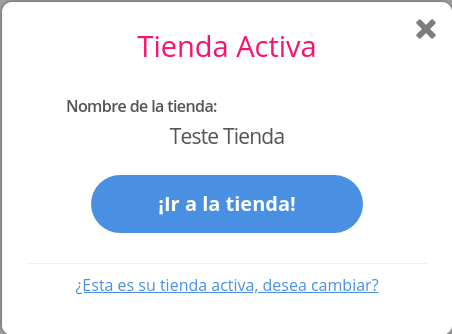 Tienda Activa
Nombre de la tienda:
Teste Tienda
¡Ir a la tienda!
¿Esta es su tienda activa, desea cambiar?